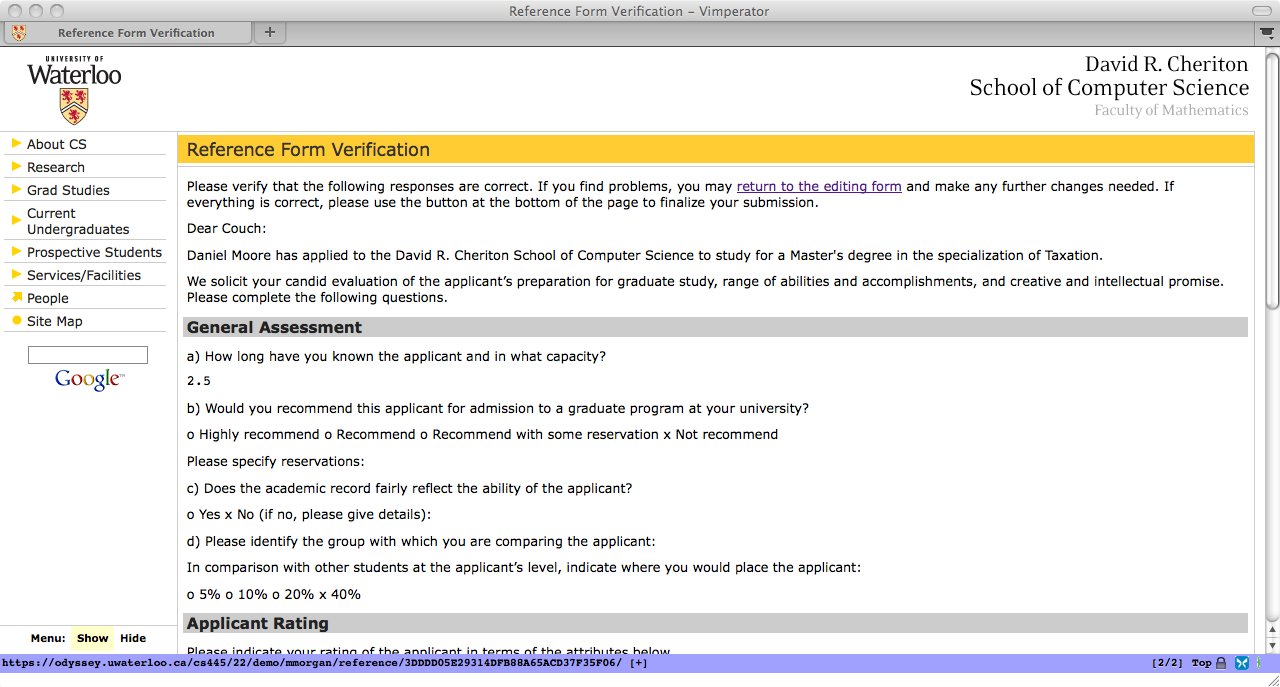 Reference Form Verification – Vimperator
Reference Form Verification
+
UNIVERSITY OF
Waterloo
David R. Cheriton
School of Computer Science
Faculty of Mathematics
About CS
Research
Grad Studies
Current
Undergraduates
Prospective Students
Services/Facilities
People
Site Map
Google™
Menu: Show Hide
Reference Form Verification
Please verify that the following responses are correct. If you find problems, you may return to the editing form and make any further changes needed. If
everything is correct, please use the button at the bottom of the page to finalize your submission.
Dear Couch:
Daniel Moore has applied to the David R. Cheriton School of Computer Science to study for a Master's degree in the specialization of Taxation.
We solicit your candid evaluation of the applicant’s preparation for graduate study, range of abilities and accomplishments, and creative and intellectual promise.
Please complete the following questions.
General Assessment
a) How long have you known the applicant and in what capacity?
2.5
b) Would you recommend this applicant for admission to a graduate program at your university?
o Highly recommend o Recommend o Recommend with some reservation x Not recommend
Please specify reservations:
c) Does the academic record fairly reflect the ability of the applicant?
o Yes x No (if no, please give details):
d) Please identify the group with which you are comparing the applicant:
In comparison with other students at the applicant’s level, indicate where you would place the applicant:
o 5% o 10% o 20% x 40%
Applicant Rating
Please indicate your rating of the applicant in terms of the attributes below
https://odyssey.uwaterloo.ca/cs445/22/demo/mmorgan/reference/3DDDD05E29314DFB88A65ACD37F35F06/ [+]
[2/2] Top